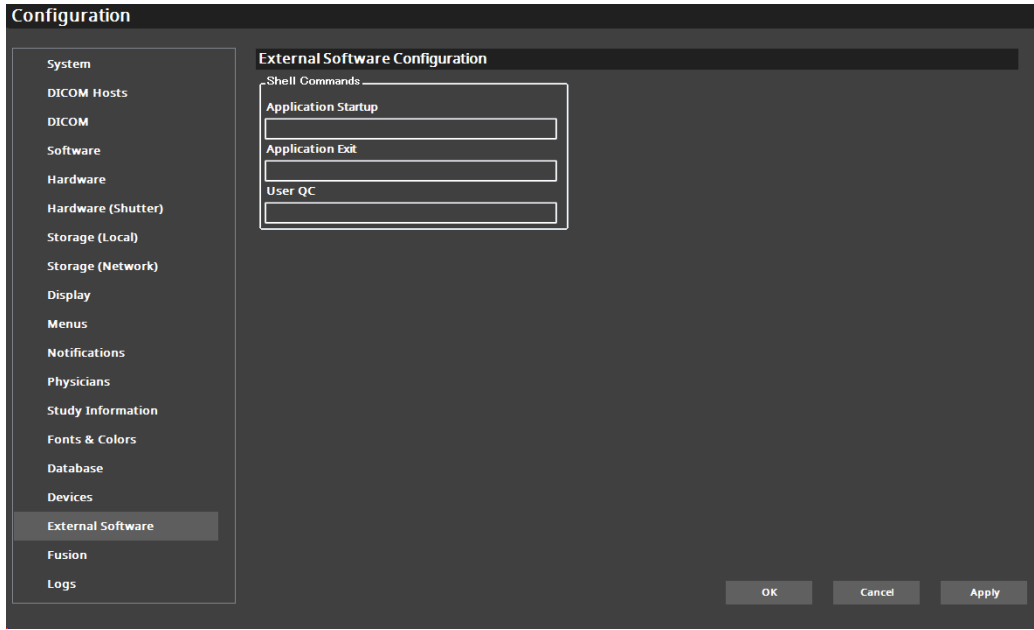 Configuration
System
DICOM Hosts
DICOM
Software
Hardware
Hardware (Shutter)
Storage (Local)
Storage (Network)
Display
Menus
Notifications
Physicians
Study Information
Fonts & Colors
Database
Devices
External Software
Fusion
Logs
External Software Configuration
Shell Commands
Application Startup
Application Exit
User QC
OK Cancel Apply